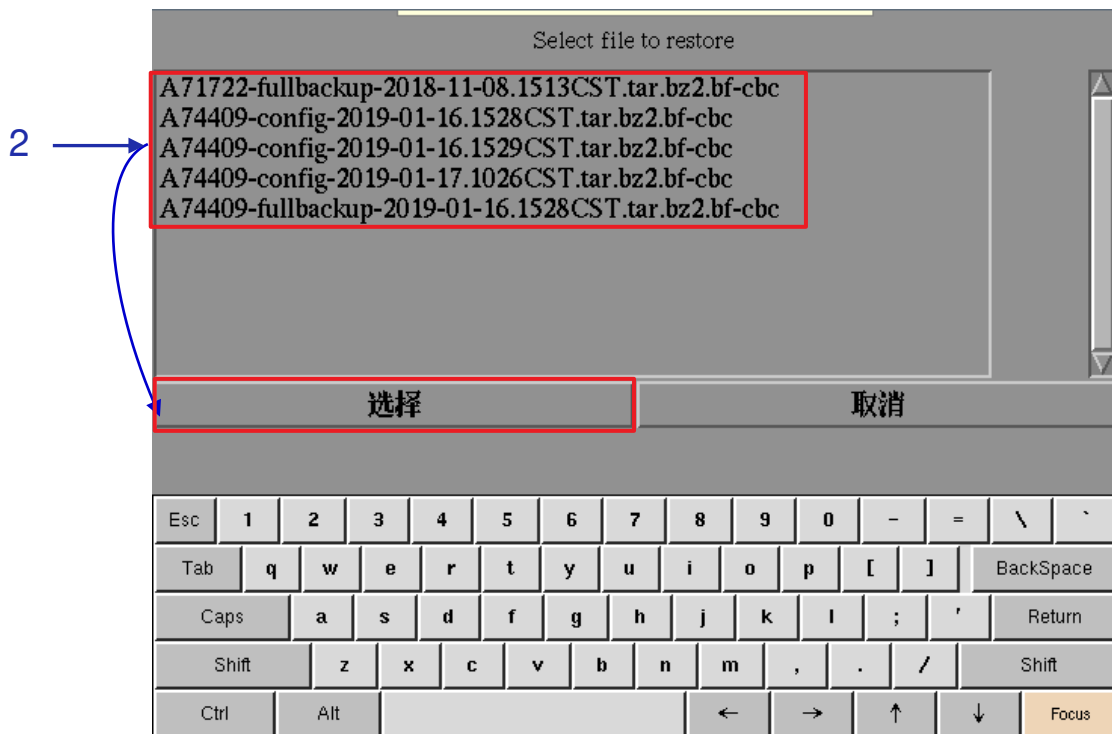 Select file to restore
A71722-fullbackup-2018-11-08.1513CST.tar.bz2.bf-cbc
A74409-config-2019-01-16.1528CST.tar.bz2.bf-cbc
2
A74409-config-2019-01-16.1529CST.tar.bz2.bf-cbc
A74409-config-2019-01-17.1026CST.tar.bz2.bf-cbc
A74409-fullbackup-2019-01-16.1528CST.tar.bz2.bf-cbc
选择 取消
Esc 1 2 3 4 5 6 7 8 9 0 - = \ `
Tab q w e r t y u i o p [ ] BackSpace
Caps a s d f g h j k l ; ' Return
Shift z x c v b n m , . / Shift
Ctrl Alt ← → ↑ ↓ Focus